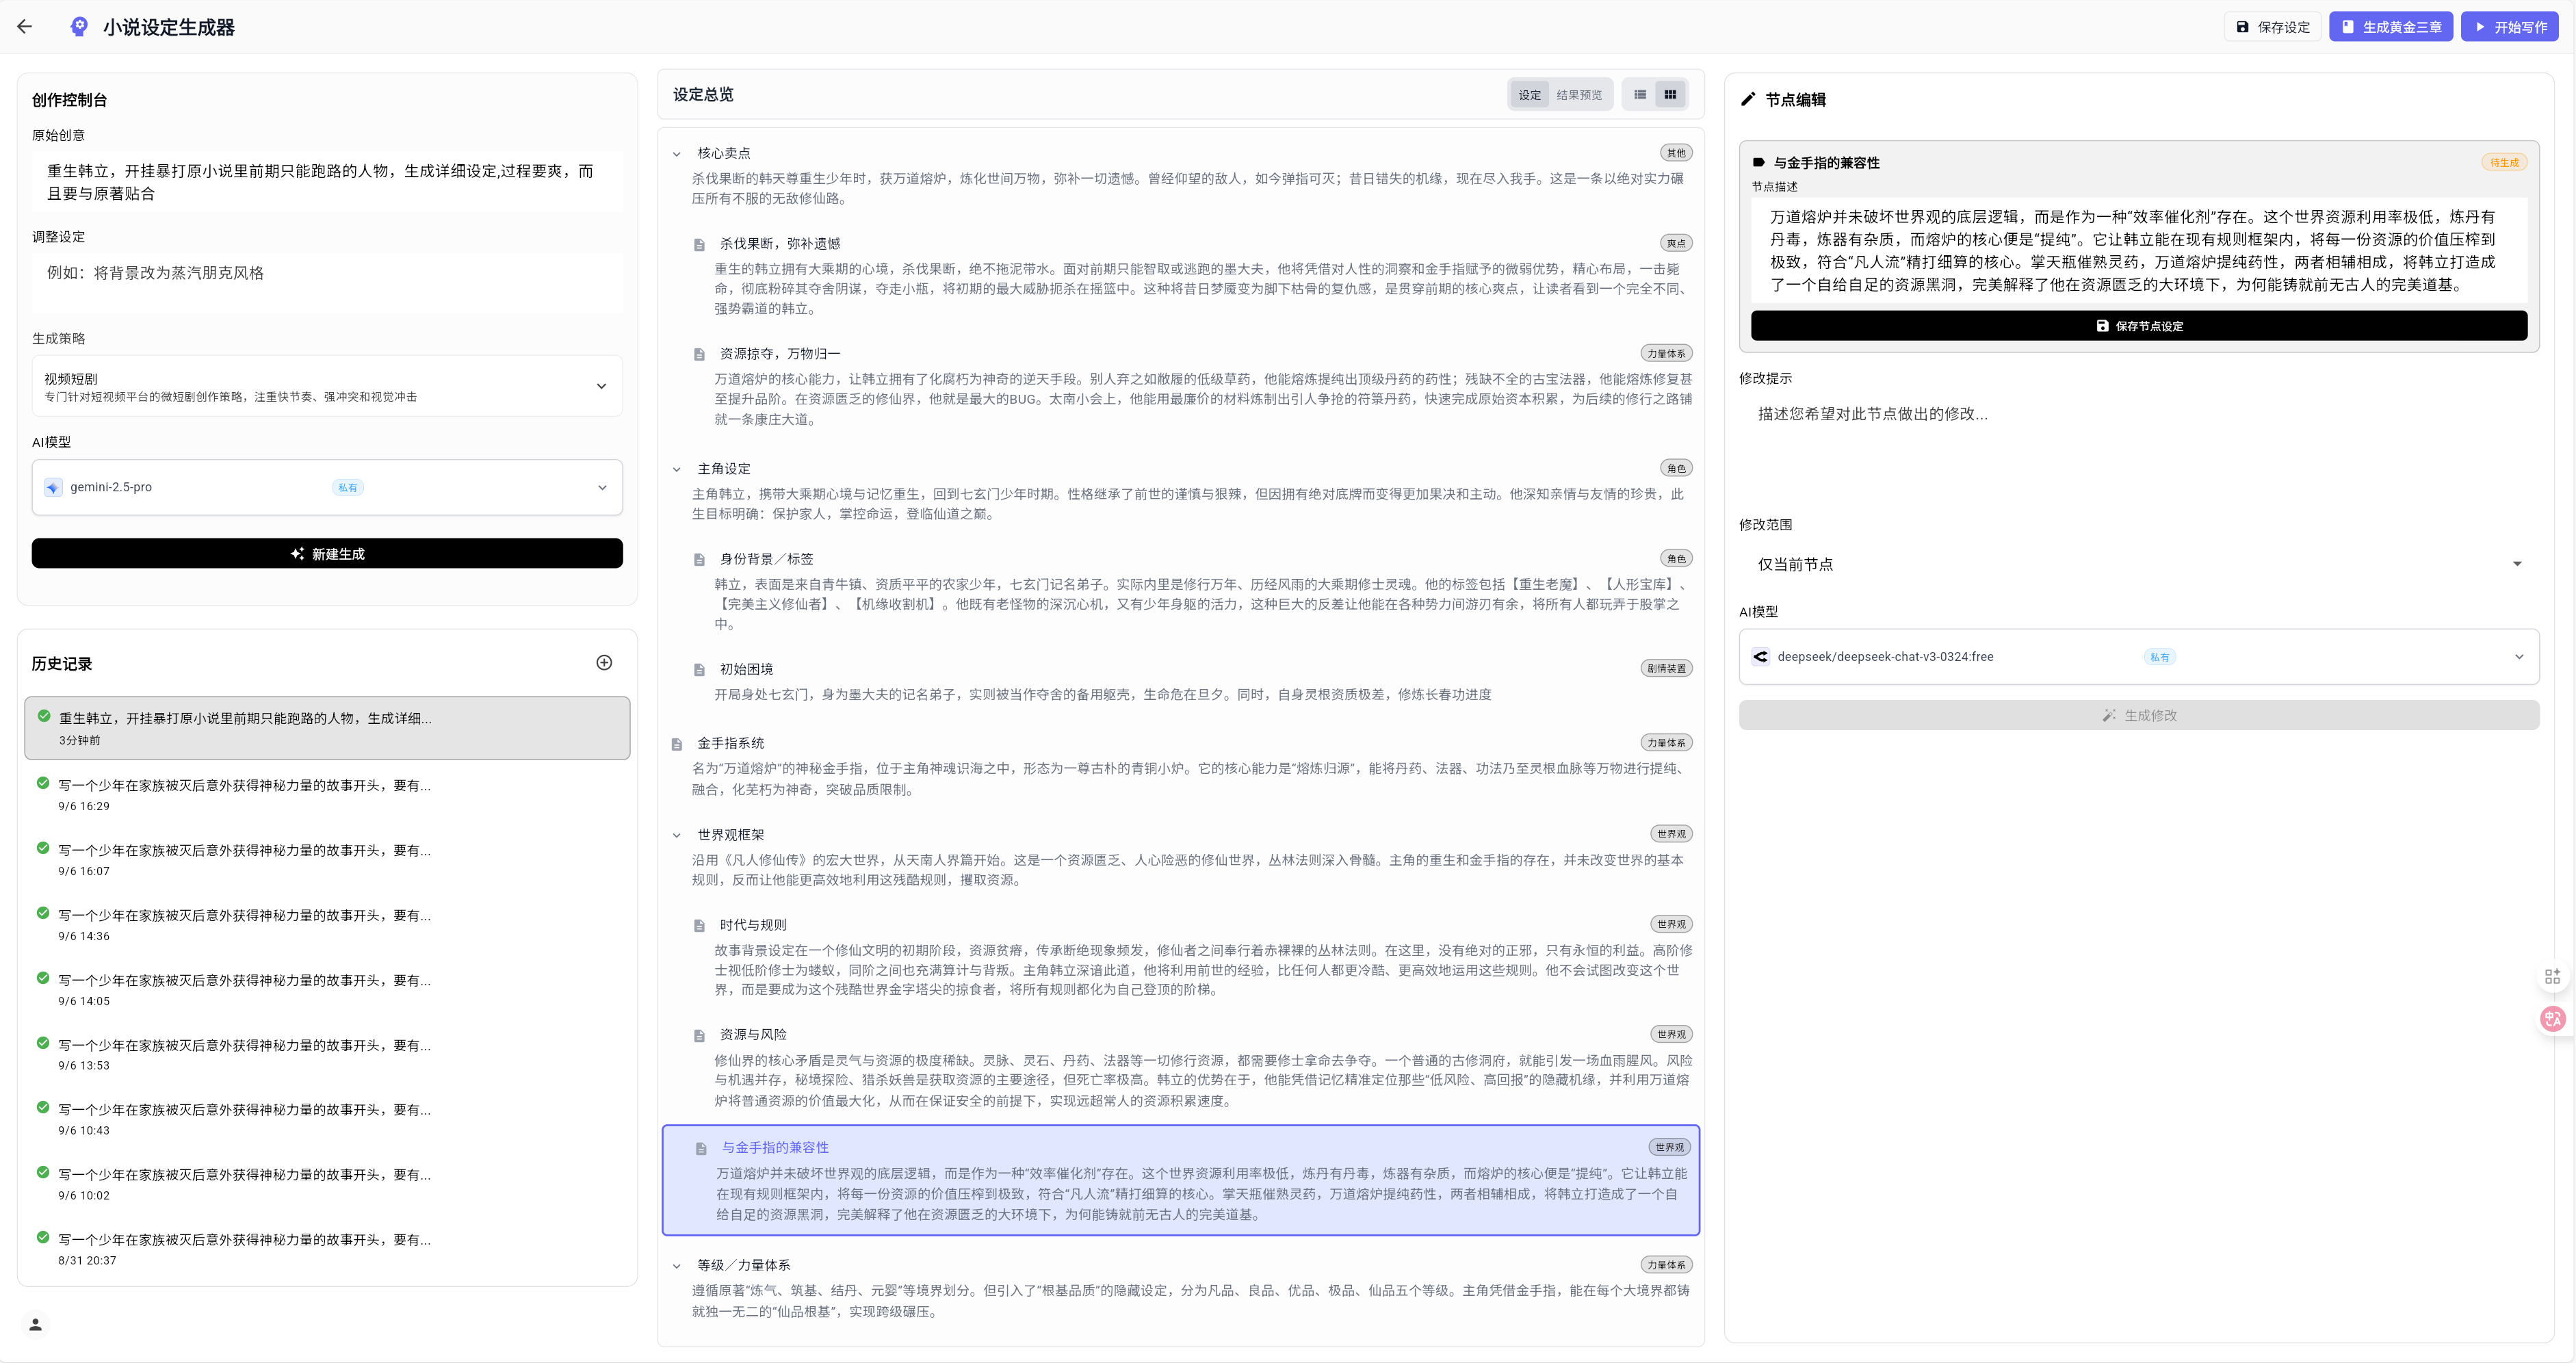 小说设定生成器
保存设定
生成黄金三章
开始写作
创作控制台
原始创意
重生韩立，开挂暴打原小说里前期只能跑路的人物，生成详细设定,过程要爽，而
且要与原著贴合
调整设定
例如：将背景改为蒸汽朋克风格
生成策略
视频短剧
专门针对短视频平台的微短剧创作策略，注重快节奏、强冲突和视觉冲击
AI模型
gemini-2.5-pro
私有
新建生成
历史记录
重生韩立，开挂暴打原小说里前期只能跑路的人物，生成详细...
3分钟前
写一个少年在家族被灭后意外获得神秘力量的故事开头，要有...
9/6 16:29
写一个少年在家族被灭后意外获得神秘力量的故事开头，要有...
9/6 16:07
写一个少年在家族被灭后意外获得神秘力量的故事开头，要有...
9/6 14:36
写一个少年在家族被灭后意外获得神秘力量的故事开头，要有...
9/6 14:05
写一个少年在家族被灭后意外获得神秘力量的故事开头，要有...
9/6 13:53
写一个少年在家族被灭后意外获得神秘力量的故事开头，要有...
9/6 10:43
写一个少年在家族被灭后意外获得神秘力量的故事开头，要有...
9/6 10:02
写一个少年在家族被灭后意外获得神秘力量的故事开头，要有...
8/31 20:37
设定总览
设定
结果预览
核心卖点
其他
杀伐果断的韩天尊重生少年时，获万道熔炉，炼化世间万物，弥补一切遗憾。曾经仰望的敌人，如今弹指可灭；昔日错失的机缘，现在尽入我手。这是一条以绝对实力碾
压所有不服的无敌修仙路。
杀伐果断，弥补遗憾
爽点
重生的韩立拥有大乘期的心境，杀伐果断，绝不拖泥带水。面对前期只能智取或逃跑的墨大夫，他将凭借对人性的洞察和金手指赋予的微弱优势，精心布局，一击毙
命，彻底粉碎其夺舍阴谋，夺走小瓶，将初期的最大威胁扼杀在摇篮中。这种将昔日梦魇变为脚下枯骨的复仇感，是贯穿前期的核心爽点，让读者看到一个完全不同、
强势霸道的韩立。
资源掠夺，万物归一
力量体系
万道熔炉的核心能力，让韩立拥有了化腐朽为神奇的逆天手段。别人弃之如敝履的低级草药，他能熔炼提纯出顶级丹药的药性；残缺不全的古宝法器，他能熔炼修复甚
至提升品阶。在资源匮乏的修仙界，他就是最大的BUG。太南小会上，他能用最廉价的材料炼制出引人争抢的符箓丹药，快速完成原始资本积累，为后续的修行之路铺
就一条康庄大道。
主角设定
角色
主角韩立，携带大乘期心境与记忆重生，回到七玄门少年时期。性格继承了前世的谨慎与狠辣，但因拥有绝对底牌而变得更加果决和主动。他深知亲情与友情的珍贵，此
生目标明确：保护家人，掌控命运，登临仙道之巅。
身份背景／标签
角色
韩立，表面是来自青牛镇、资质平平的农家少年，七玄门记名弟子。实际内里是修行万年、历经风雨的大乘期修士灵魂。他的标签包括【重生老魔】、【人形宝库】、
【完美主义修仙者】、【机缘收割机】。他既有老怪物的深沉心机，又有少年身躯的活力，这种巨大的反差让他能在各种势力间游刃有余，将所有人都玩弄于股掌之
中。
初始困境
剧情装置
开局身处七玄门，身为墨大夫的记名弟子，实则被当作夺舍的备用躯壳，生命危在旦夕。同时，自身灵根资质极差，修炼长春功进度
金手指系统
力量体系
名为“万道熔炉”的神秘金手指，位于主角神魂识海之中，形态为一尊古朴的青铜小炉。它的核心能力是“熔炼归源”，能将丹药、法器、功法乃至灵根血脉等万物进行提纯、
融合，化芜朽为神奇，突破品质限制。
世界观框架
世界观
沿用《凡人修仙传》的宏大世界，从天南人界篇开始。这是一个资源匮乏、人心险恶的修仙世界，丛林法则深入骨髓。主角的重生和金手指的存在，并未改变世界的基本
规则，反而让他能更高效地利用这残酷规则，攫取资源。
时代与规则
世界观
故事背景设定在一个修仙文明的初期阶段，资源贫瘠，传承断绝现象频发，修仙者之间奉行着赤裸裸的丛林法则。在这里，没有绝对的正邪，只有永恒的利益。高阶修
士视低阶修士为蝼蚁，同阶之间也充满算计与背叛。主角韩立深谙此道，他将利用前世的经验，比任何人都更冷酷、更高效地运用这些规则。他不会试图改变这个世
界，而是要成为这个残酷世界金字塔尖的掠食者，将所有规则都化为自己登顶的阶梯。
资源与风险
世界观
修仙界的核心矛盾是灵气与资源的极度稀缺。灵脉、灵石、丹药、法器等一切修行资源，都需要修士拿命去争夺。一个普通的古修洞府，就能引发一场血雨腥风。风险
与机遇并存，秘境探险、猎杀妖兽是获取资源的主要途径，但死亡率极高。韩立的优势在于，他能凭借记忆精准定位那些“低风险、高回报”的隐藏机缘，并利用万道熔
炉将普通资源的价值最大化，从而在保证安全的前提下，实现远超常人的资源积累速度。
与金手指的兼容性
世界观
万道熔炉并未破坏世界观的底层逻辑，而是作为一种“效率催化剂”存在。这个世界资源利用率极低，炼丹有丹毒，炼器有杂质，而熔炉的核心便是“提纯”。它让韩立能
在现有规则框架内，将每一份资源的价值压榨到极致，符合“凡人流”精打细算的核心。掌天瓶催熟灵药，万道熔炉提纯药性，两者相辅相成，将韩立打造成了一个自
给自足的资源黑洞，完美解释了他在资源匮乏的大环境下，为何能铸就前无古人的完美道基。
等级／力量体系
力量体系
遵循原著“炼气、筑基、结丹、元婴”等境界划分。但引入了“根基品质”的隐藏设定，分为凡品、良品、优品、极品、仙品五个等级。主角凭借金手指，能在每个大境界都铸
就独一无二的“仙品根基”，实现跨级碾压。
节点编辑
与金手指的兼容性
待生成
节点描述
万道熔炉并未破坏世界观的底层逻辑，而是作为一种“效率催化剂”存在。这个世界资源利用率极低，炼丹有
丹毒，炼器有杂质，而熔炉的核心便是“提纯”。它让韩立能在现有规则框架内，将每一份资源的价值压榨到
极致，符合“凡人流”精打细算的核心。掌天瓶催熟灵药，万道熔炉提纯药性，两者相辅相成，将韩立打造成
了一个自给自足的资源黑洞，完美解释了他在资源匮乏的大环境下，为何能铸就前无古人的完美道基。
保存节点设定
修改提示
描述您希望对此节点做出的修改...
修改范围
仅当前节点
AI模型
deepseek/deepseek-chat-v3-0324:free
私有
生成修改